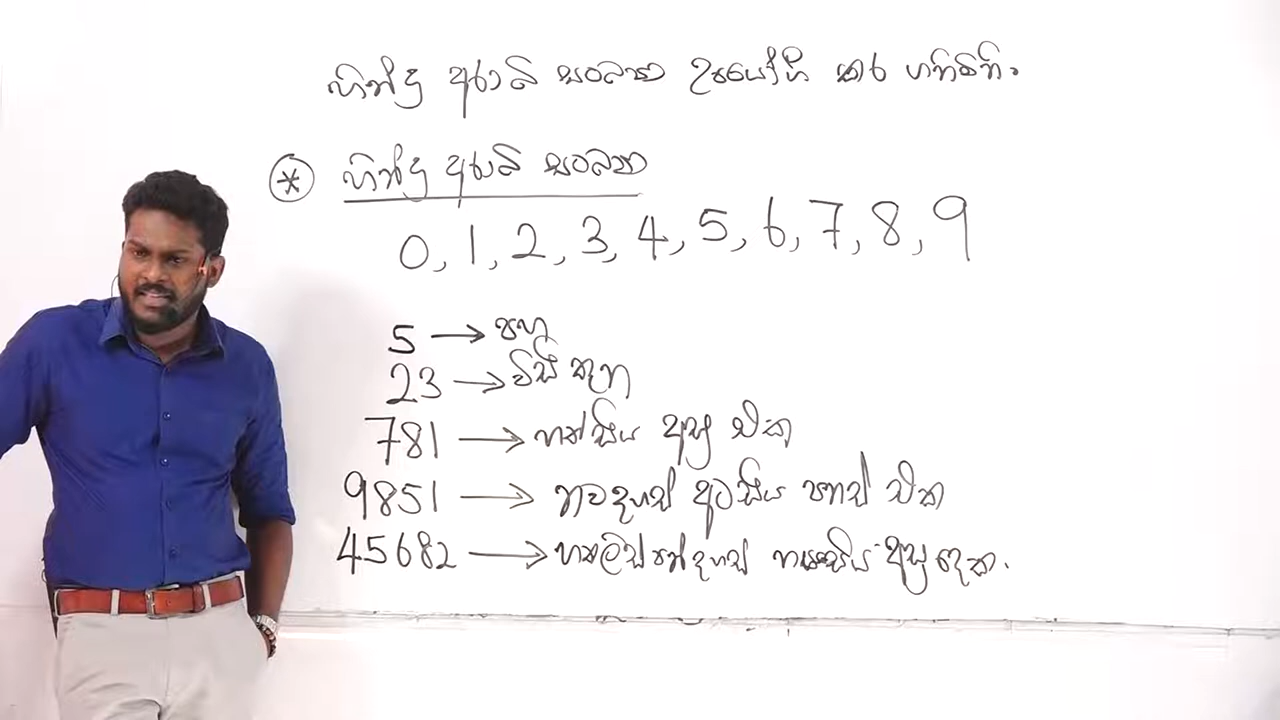 හින්දු අරාබි සංඛ්‍යා උපයෝගී කර ගනිමිනි.
* හින්දු අරාබි සංඛ්‍යා
0, 1, 2, 3, 4, 5, 6, 7, 8, 9
5 → පහ
23 → විසි තුන
781 → හත්සිය අසූ එක
9851 → නවදහස් අටසිය පනස් එක
45682 → හතලිස් පන් දහස් හයසිය අසූ දෙක.